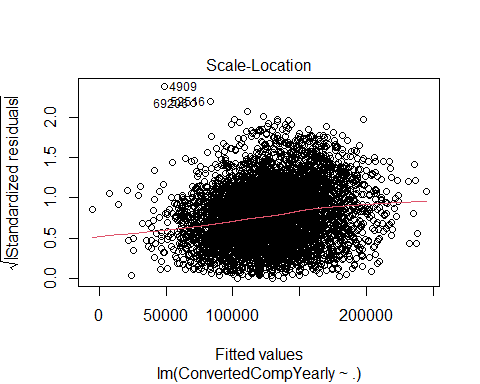 Scale-Location
4909
52516
√|Standardized residuals|
0.0 0.5 1.0 1.5 2.0
0 50000 100000 200000
Fitted values
lm(ConvertedCompYearly ~ .)